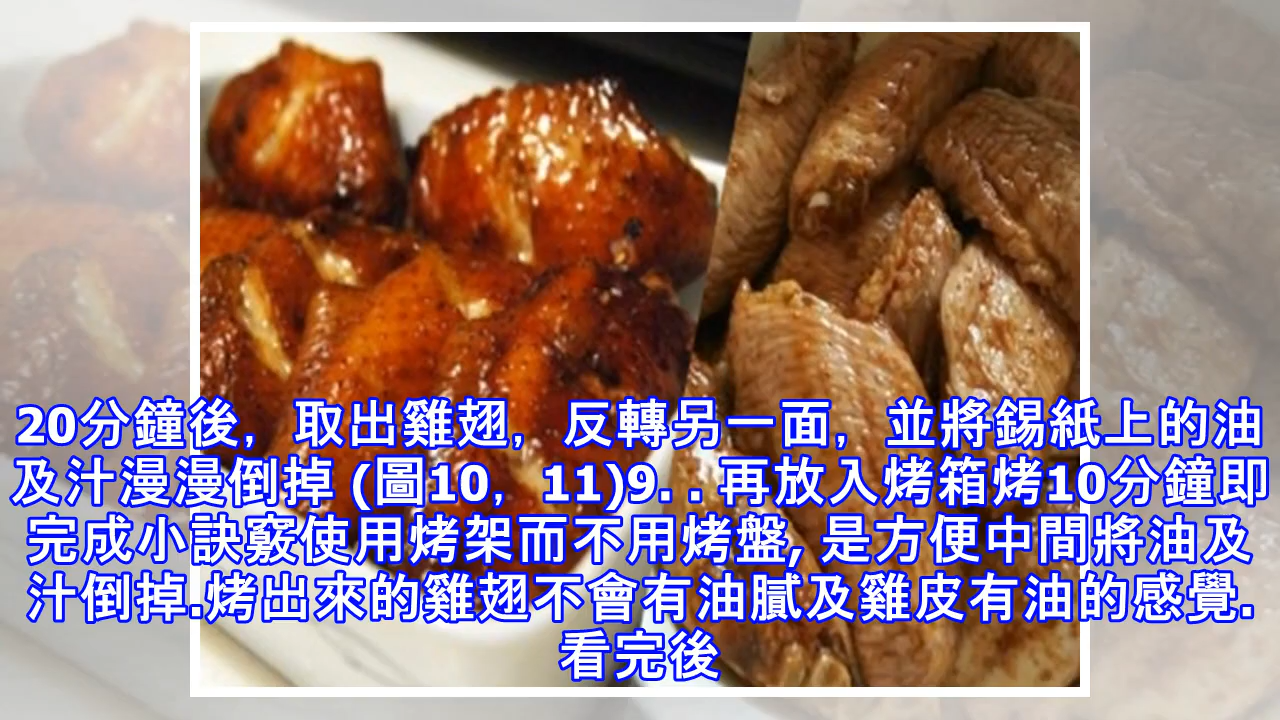 20分鐘後，取出雞翅，反轉另一面，並將錫紙上的油
及汁漫漫倒掉 (圖10，11)9. . 再放入烤箱烤10分鐘即
完成小訣竅使用烤架而不用烤盤, 是方便中間將油及
汁倒掉.烤出來的雞翅不會有油膩及雞皮有油的感覺.
看完後